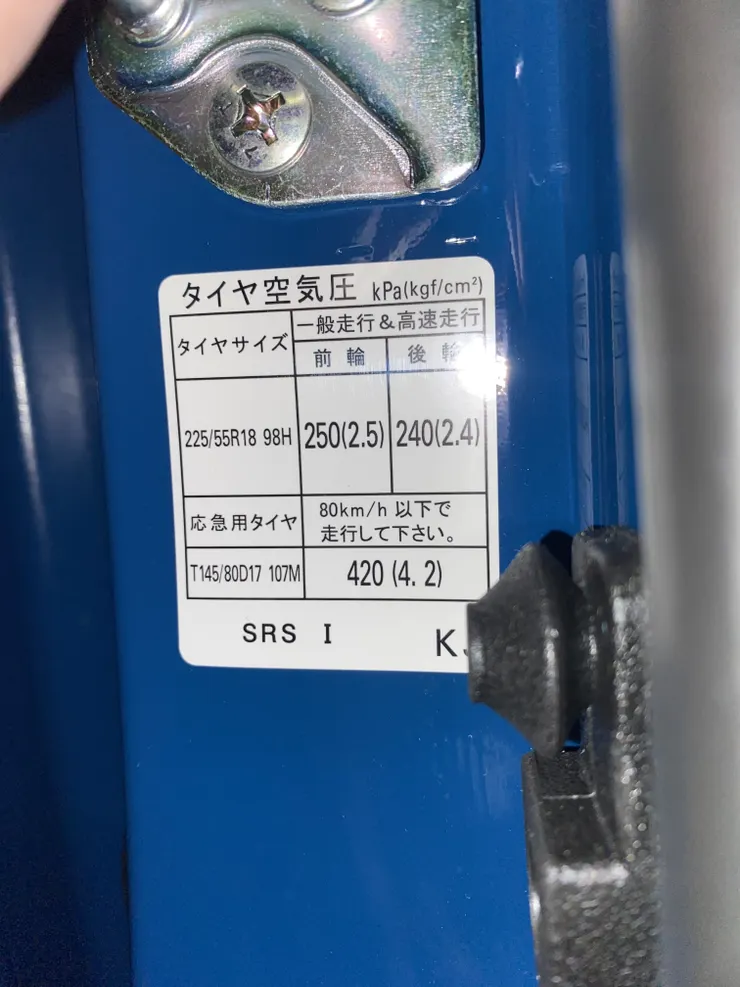 タイヤ空気圧 kPa(kgf/cm²)
タイヤサイズ
一般走行&高速走行
前輪 後輪
225/55R18 98H 250(2.5) 240(2.4)
応急用タイヤ
80km/h 以下で
走行して下さい。
T145/80D17 107M 420 (4.2)
SRS I K